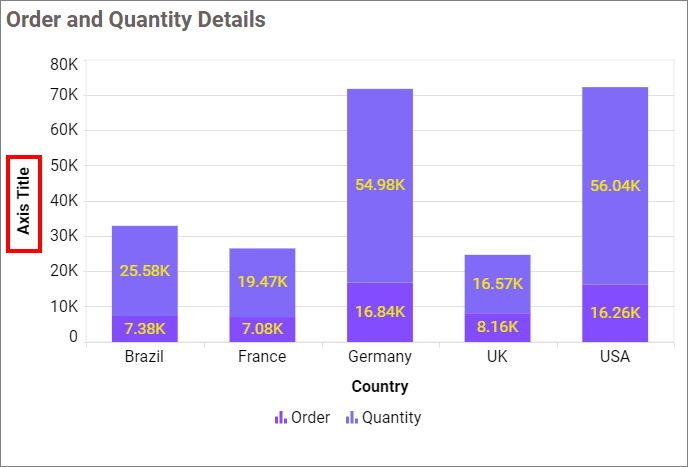 Order and Quantity Details
80K
70K
60K
50K
40K
30K
20K
10K
0
Axis Title
54.98K
56.04K
25.58K
19.47K
16.57K
16.84K
16.26K
7.38K
7.08K
8.16K
Brazil
France
Germany
UK
USA
Country
Order
Quantity